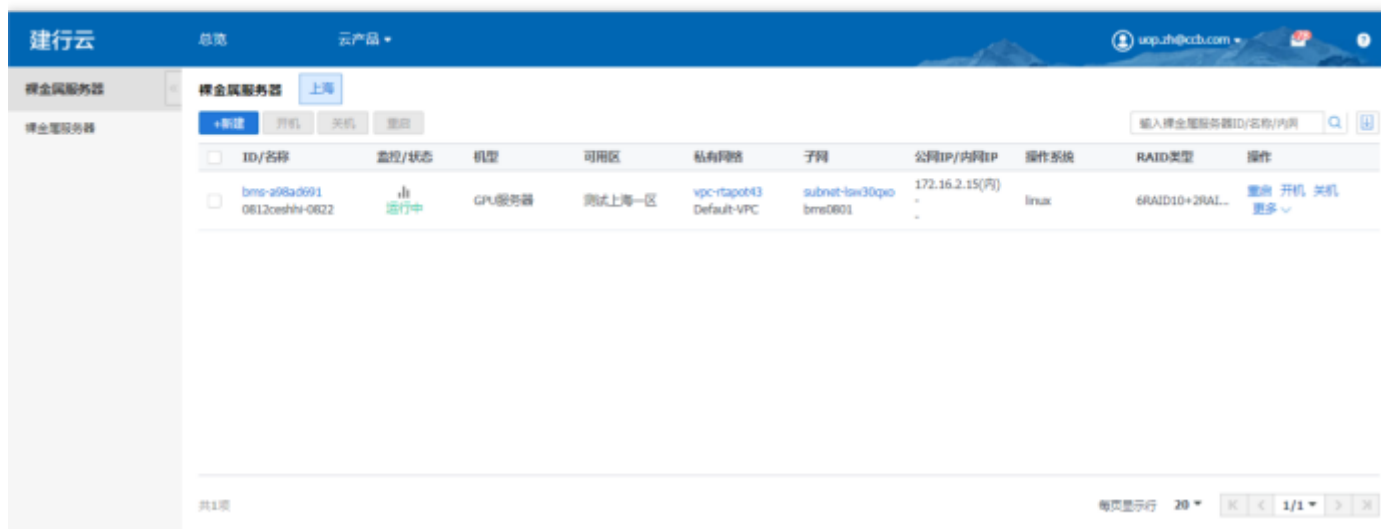 建行云 总览 云产品 uop.zh@ccb.com
裸金属服务器 裸金属服务器 上海
裸金属服务器 +新建 开机 关机 重启 输入裸金属服务器ID/名称/内网
ID/名称 监控/状态 机型 可用区 私有网络 子网 公网IP/内网IP 操作系统 RAID类型 操作
bms-a98ad691 vpc-rtapot43 172.16.2.15(内) 重启 开机 关机
0812ceshhi-0822 运行中 GPU服务器 测试上海一区 Default-VPC bms0801 - linux 6RAID10+2RAI... 更多
-
共1项 每页显示行 20 1/1